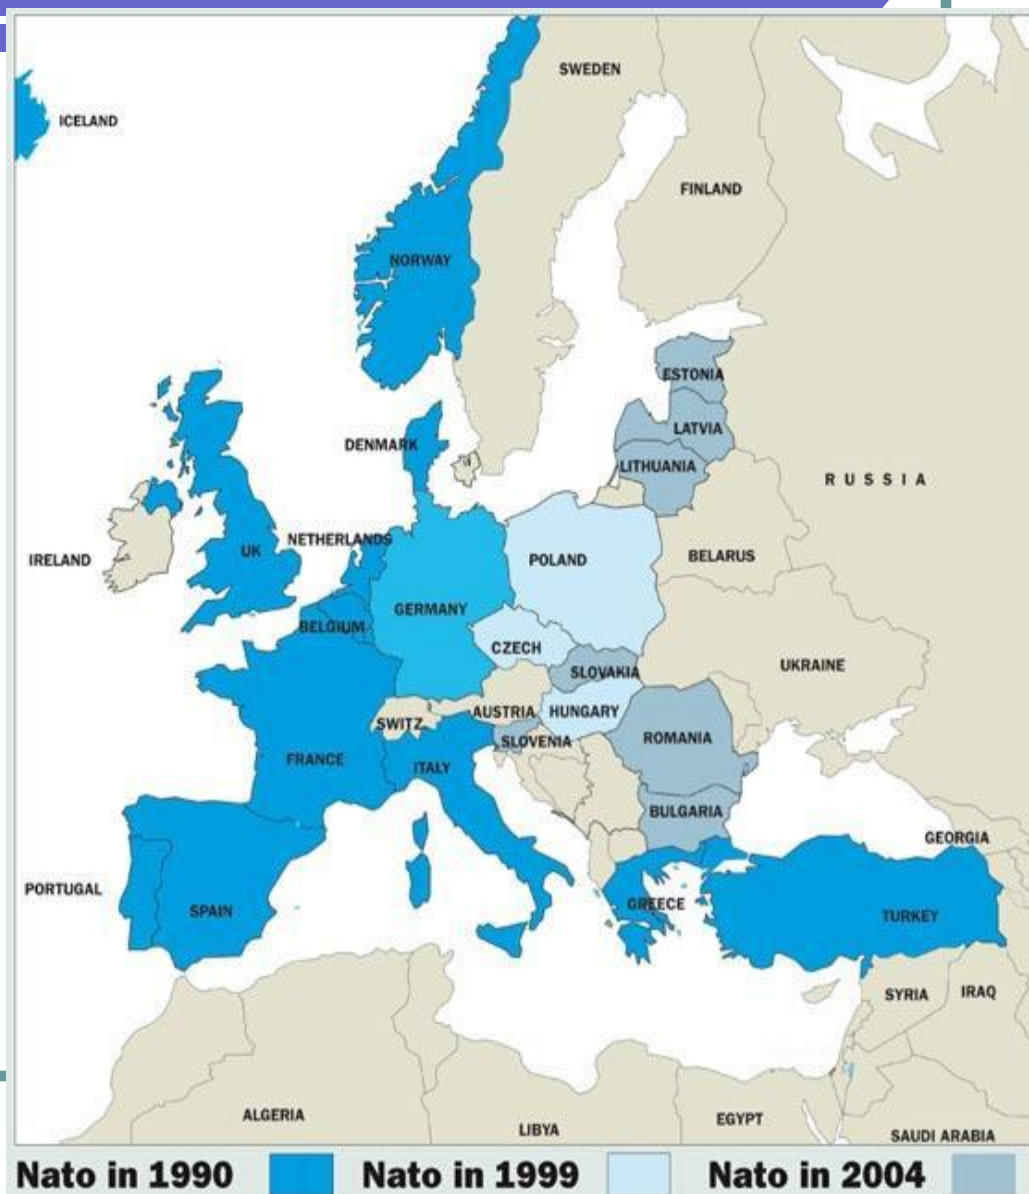 SWEDEN
ICELAND
FINLAND
NORWAY
ESTONIA
LATVIA
DENMARK
LITHUANIA
RUSSIA
NETHERLANDS
UK
IRELAND
POLAND
BELARUS
GERMANY
BELGIUM
CZECH
SLOVAKIA
UKRAINE
AUSTRIA
HUNGARY
SWITZ
SLOVENIA
ROMANIA
FRANCE
ITALY
BULGARIA
GEORGIA
PORTUGAL
SPAIN
GREECE
TURKEY
SYRIA
IRAQ
ALGERIA
LIBYA
EGYPT
SAUDI ARABIA
Nato in 1990 Nato in 1999 Nato in 2004